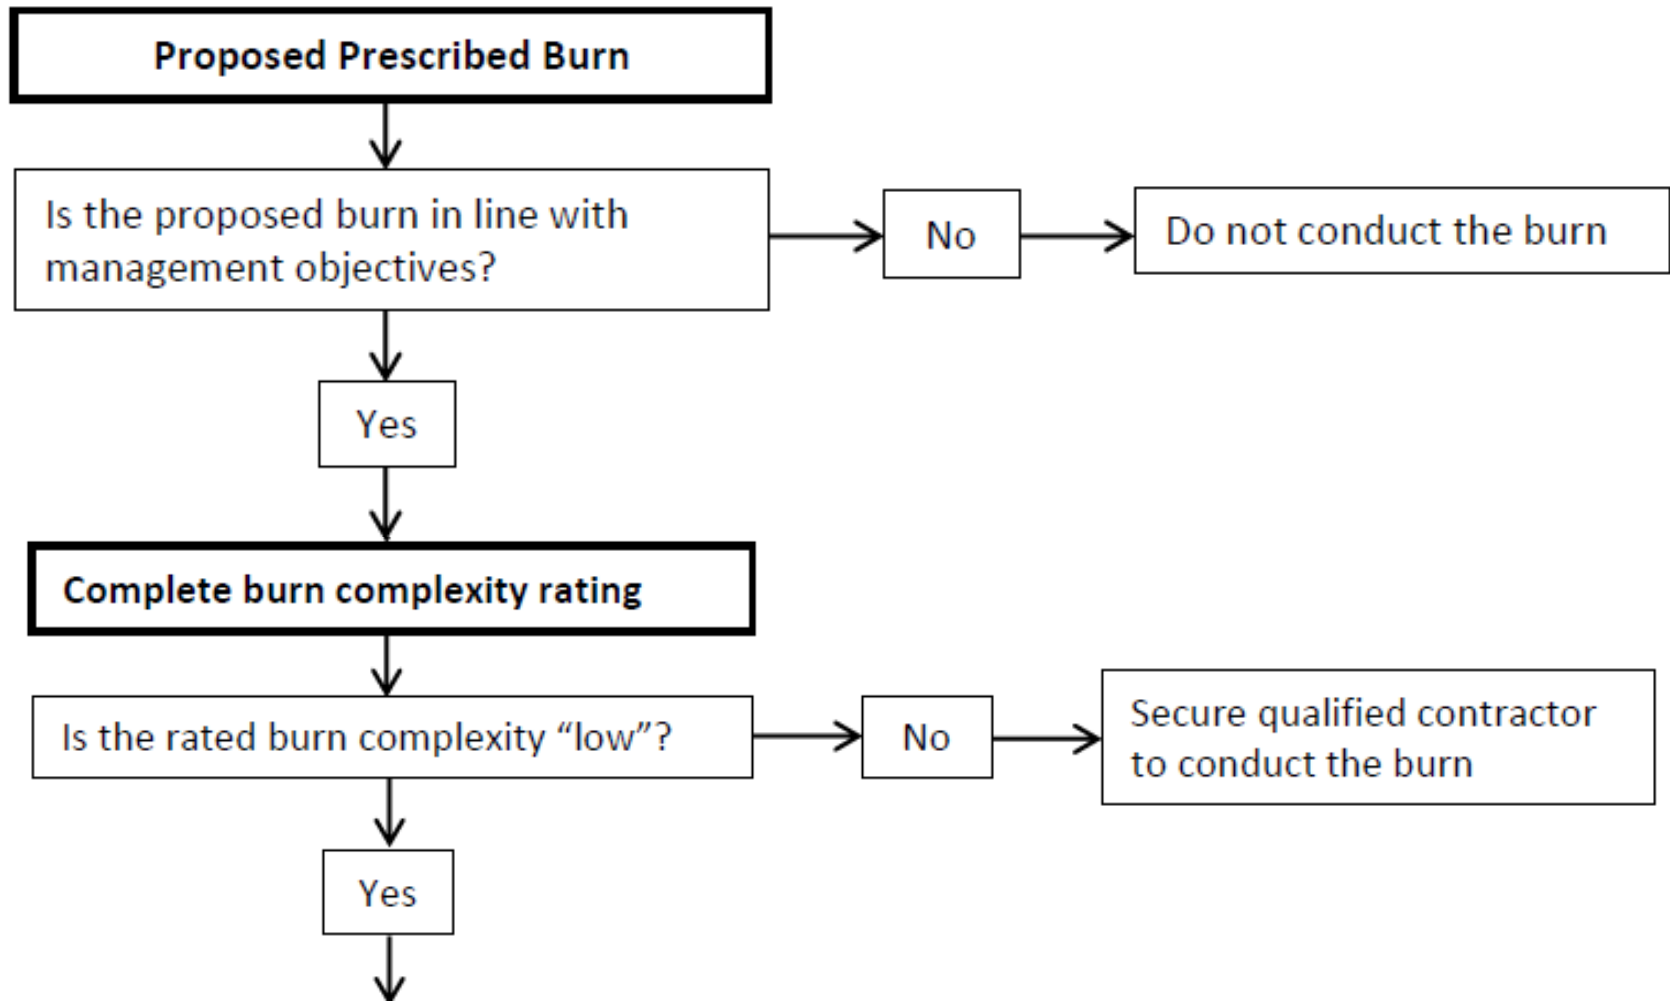 Proposed Prescribed Burn
Is the proposed burn in line with
management objectives?
No
Do not conduct the burn
Yes
Complete burn complexity rating
Is the rated burn complexity “low”?
No
Secure qualified contractor
to conduct the burn
Yes